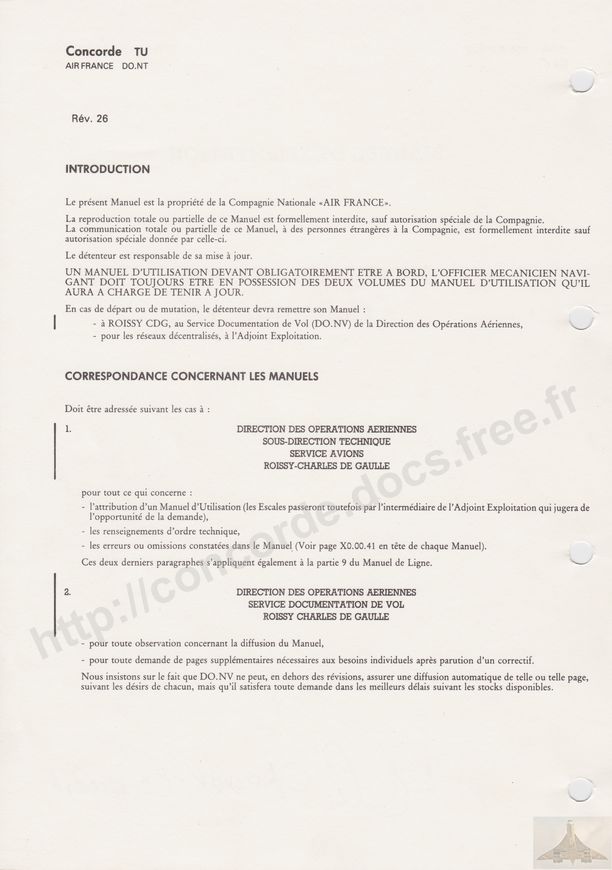 Concorde TU
AIR FRANCE DO.NT
Rév. 26
INTRODUCTION
Le présent Manuel est la propriété de la Compagnie Nationale «AIR FRANCE».
La reproduction totale ou partielle de ce Manuel est formellement interdite, sauf autorisation spéciale de la Compagnie.
La communication totale ou partielle de ce Manuel, à des personnes étrangères à la Compagnie, est formellement interdite sauf
autorisation spéciale donnée par celle-ci.
Le détenteur est responsable de sa mise à jour.
UN MANUEL D'UTILISATION DEVANT OBLIGATOIREMENT ETRE A BORD, L'OFFICIER MECANICIEN NAVI-
GANT DOIT TOUJOURS ETRE EN POSSESSION DES DEUX VOLUMES DU MANUEL D'UTILISATION QU'IL
AURA A CHARGE DE TENIR A JOUR.
En cas de départ ou de mutation, le détenteur devra remettre son Manuel :
- à ROISSY CDG, au Service Documentation de Vol (DO.NV) de la Direction des Opérations Aériennes,
- pour les réseaux décentralisés, à l'Adjoint Exploitation.
CORRESPONDANCE CONCERNANT LES MANUELS
Doit être adressée suivant les cas à :
1. DIRECTION DES OPERATIONS AERIENNES
SOUS-DIRECTION TECHNIQUE
SERVICE AVIONS
ROISSY-CHARLES DE GAULLE
pour tout ce qui concerne :
- l'attribution d'un Manuel d'Utilisation (les Escales passeront toutefois par l'intermédiaire de l'Adjoint Exploitation qui jugera de
l'opportunité de la demande),
- les renseignements d'ordre technique,
- les erreurs ou omissions constatées dans le Manuel (Voir page X0.00.41 en tête de chaque Manuel).
Ces deux derniers paragraphes s'appliquent également à la partie 9 du Manuel de Ligne.
2. DIRECTION DES OPERATIONS AERIENNES
SERVICE DOCUMENTATION DE VOL
ROISSY CHARLES DE GAULLE
- pour toute observation concernant la diffusion du Manuel,
- pour toute demande de pages supplémentaires nécessaires aux besoins individuels après parution d'un correctif.
Nous insistons sur le fait que DO.NV ne peut, en dehors des révisions, assurer une diffusion automatique de telle ou telle page,
suivant les désirs de chacun, mais qu'il satisfera toute demande dans les meilleurs délais suivant les stocks disponibles.
http://concorde.docs.free.fr